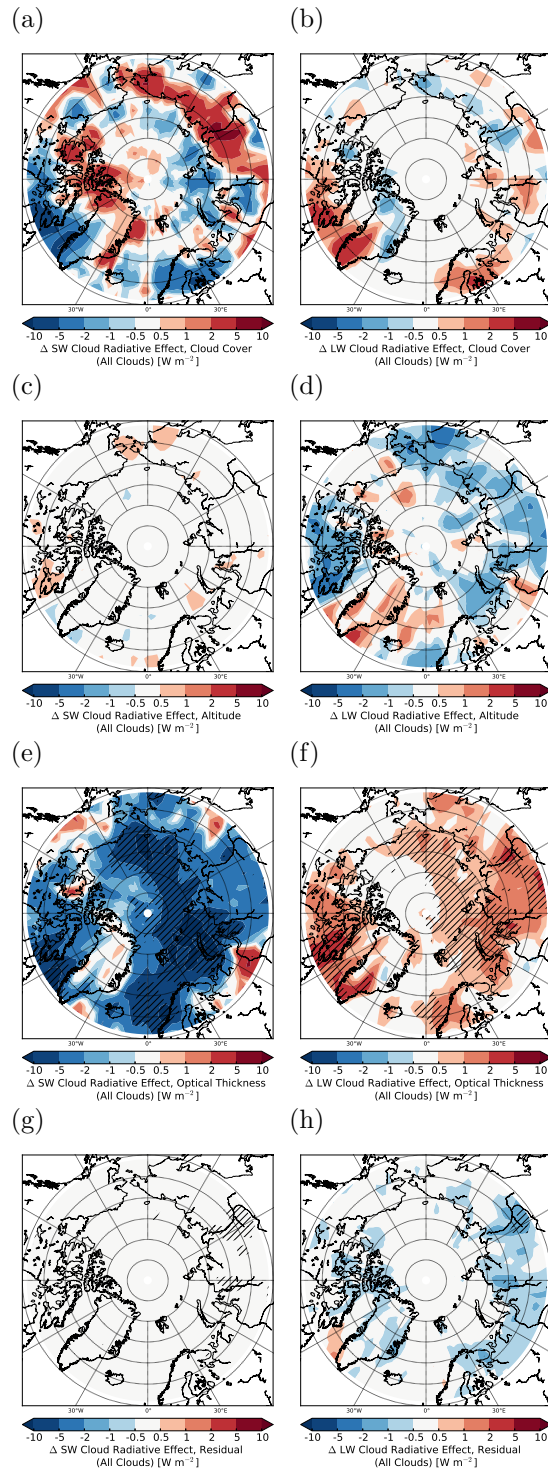 (a)
(b)
30°W 0° 30°E
30°W 0° 30°E
-10 -5 -2 -1 -0.5 0.5 1 2 5 10
-10 -5 -2 -1 -0.5 0.5 1 2 5 10
Δ SW Cloud Radiative Effect, Cloud Cover
(All Clouds) [W m⁻²]
Δ LW Cloud Radiative Effect, Cloud Cover
(All Clouds) [W m⁻²]
(c)
(d)
30°W 0° 30°E
30°W 0° 30°E
-10 -5 -2 -1 -0.5 0.5 1 2 5 10
-10 -5 -2 -1 -0.5 0.5 1 2 5 10
Δ SW Cloud Radiative Effect, Altitude
(All Clouds) [W m⁻²]
Δ LW Cloud Radiative Effect, Altitude
(All Clouds) [W m⁻²]
(e)
(f)
30°W 0° 30°E
30°W 0° 30°E
-10 -5 -2 -1 -0.5 0.5 1 2 5 10
-10 -5 -2 -1 -0.5 0.5 1 2 5 10
Δ SW Cloud Radiative Effect, Optical Thickness
(All Clouds) [W m⁻²]
Δ LW Cloud Radiative Effect, Optical Thickness
(All Clouds) [W m⁻²]
(g)
(h)
30°W 0° 30°E
30°W 0° 30°E
-10 -5 -2 -1 -0.5 0.5 1 2 5 10
-10 -5 -2 -1 -0.5 0.5 1 2 5 10
Δ SW Cloud Radiative Effect, Residual
(All Clouds) [W m⁻²]
Δ LW Cloud Radiative Effect, Residual
(All Clouds) [W m⁻²]